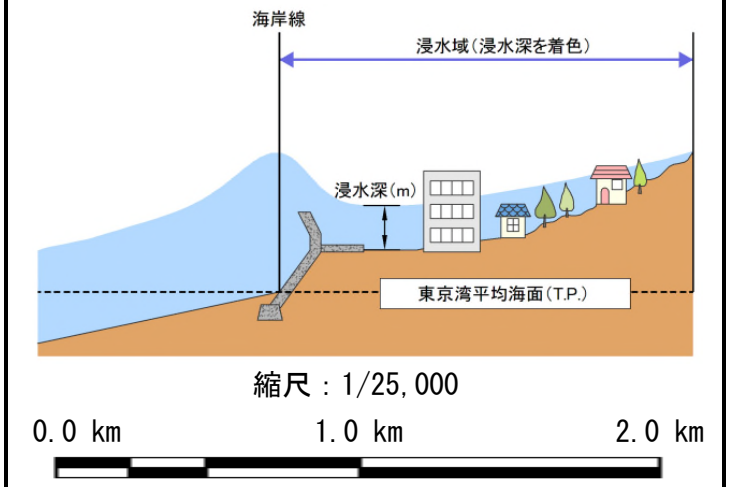 海岸線
浸水域(浸水深を着色)
浸水深(m)
東京湾平均海面(T.P.)
縮尺：1/25,000
0.0 km 1.0 km 2.0 km